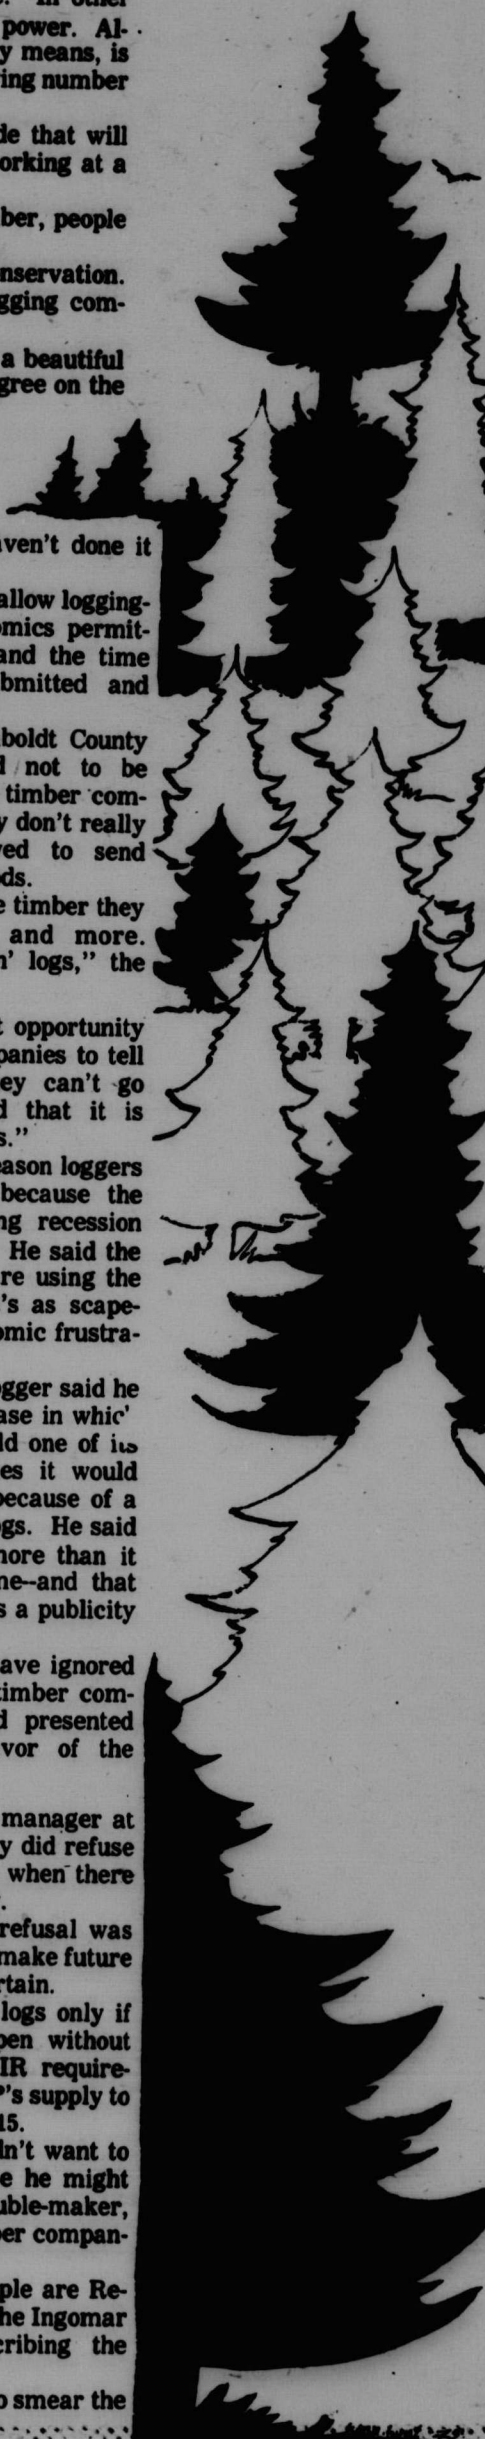 power. Al-
y means, is
ing number
de that will
orking at a
ber, people
nservation.
gging com-
a beautiful
gree on the
ven't done it
allow logging-
omics permit-
and the time
bmitted and
boldt County
d not to be
timber com-
y don't really
ed to send
ds.
e timber they
and more.
n' logs," the
t opportunity
panies to tell
ey can't go
d that it is
s."
eason loggers
because the
ng recession
He said the
re using the
's as scape-
omic frustra-
gger said he
ase in whic'
ld one of its
es it would
because of a
gs. He said
more than it
ne--and that
s a publicity
ave ignored
timber com-
d presented
vor of the
manager at
y did refuse
when there
.
refusal was
make future
rtain.
logs only if
pen without
IR require-
P's supply to
15.
dn't want to
e he might
uble-maker,
ber compan-
ple are Re-
he Ingomar
cribing the
o smear the